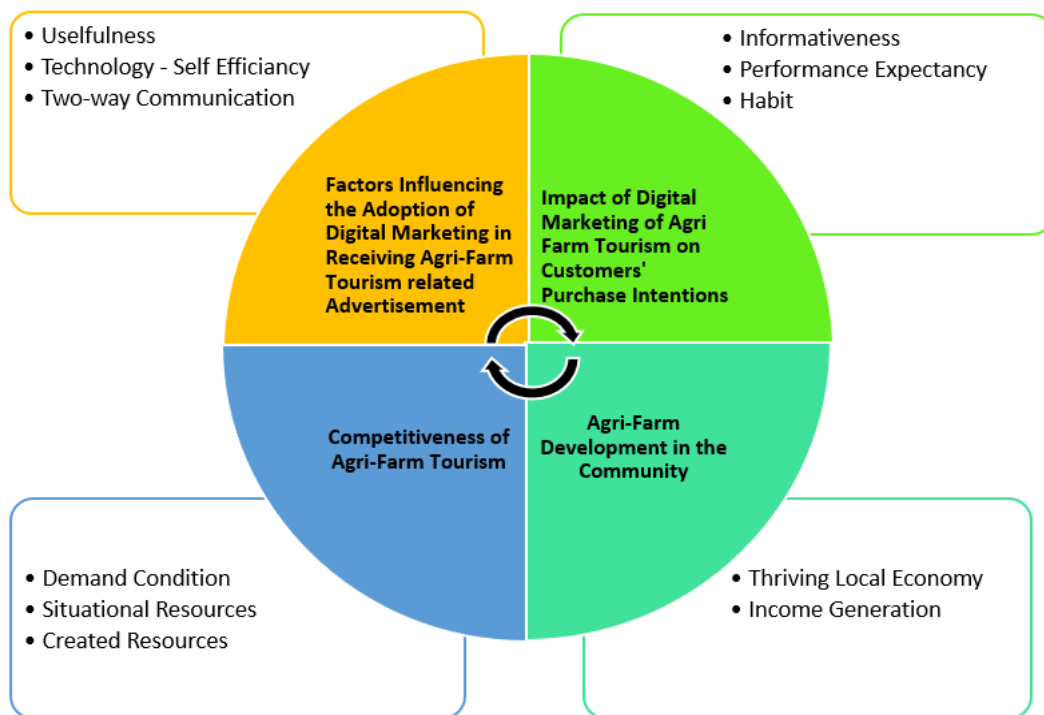 • Uselfulness
• Technology - Self Efficiancy
• Two-way Communication
• Informativeness
• Performance Expectancy
• Habit
Factors Influencing
the Adoption of
Digital Marketing in
Receiving Agri-Farm
Tourism related
Advertisement
Impact of Digital
Marketing of Agri
Farm Tourism on
Customers'
Purchase Intentions
Competitiveness of
Agri-Farm Tourism
Agri-Farm
Development in the
Community
• Demand Condition
• Situational Resources
• Created Resources
• Thriving Local Economy
• Income Generation